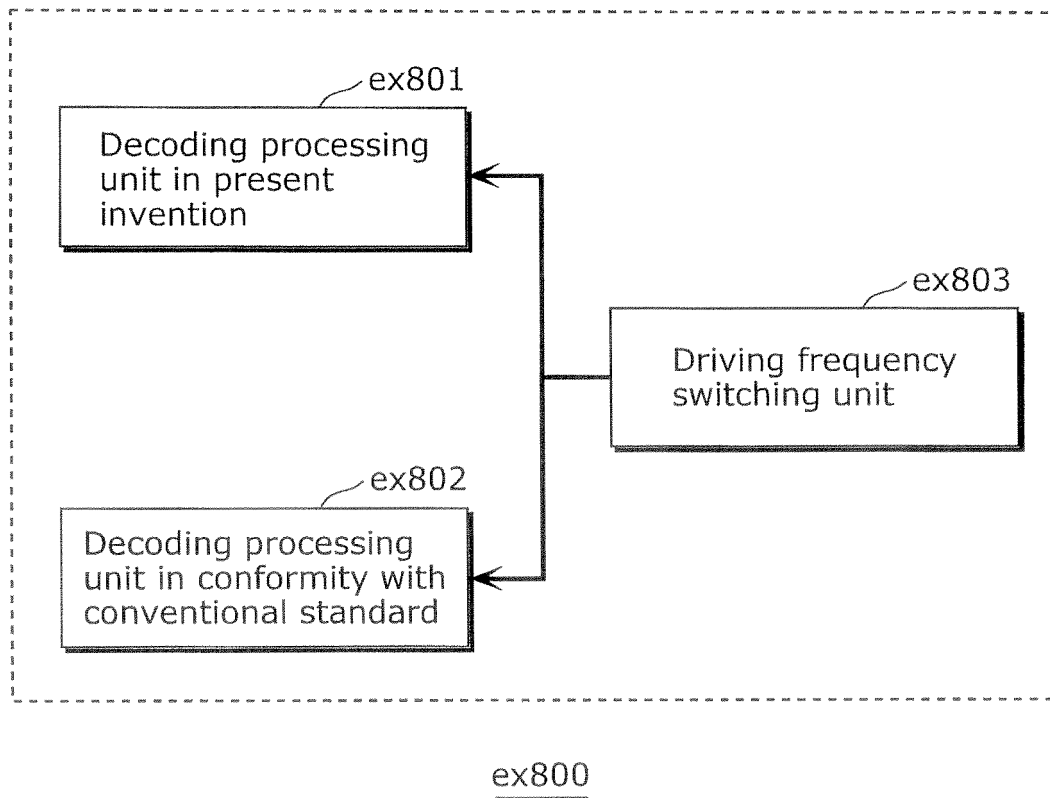 ex801
Decoding processing
unit in present
invention
ex803
Driving frequency
switching unit
ex802
Decoding processing
unit in conformity with
conventional standard
ex800